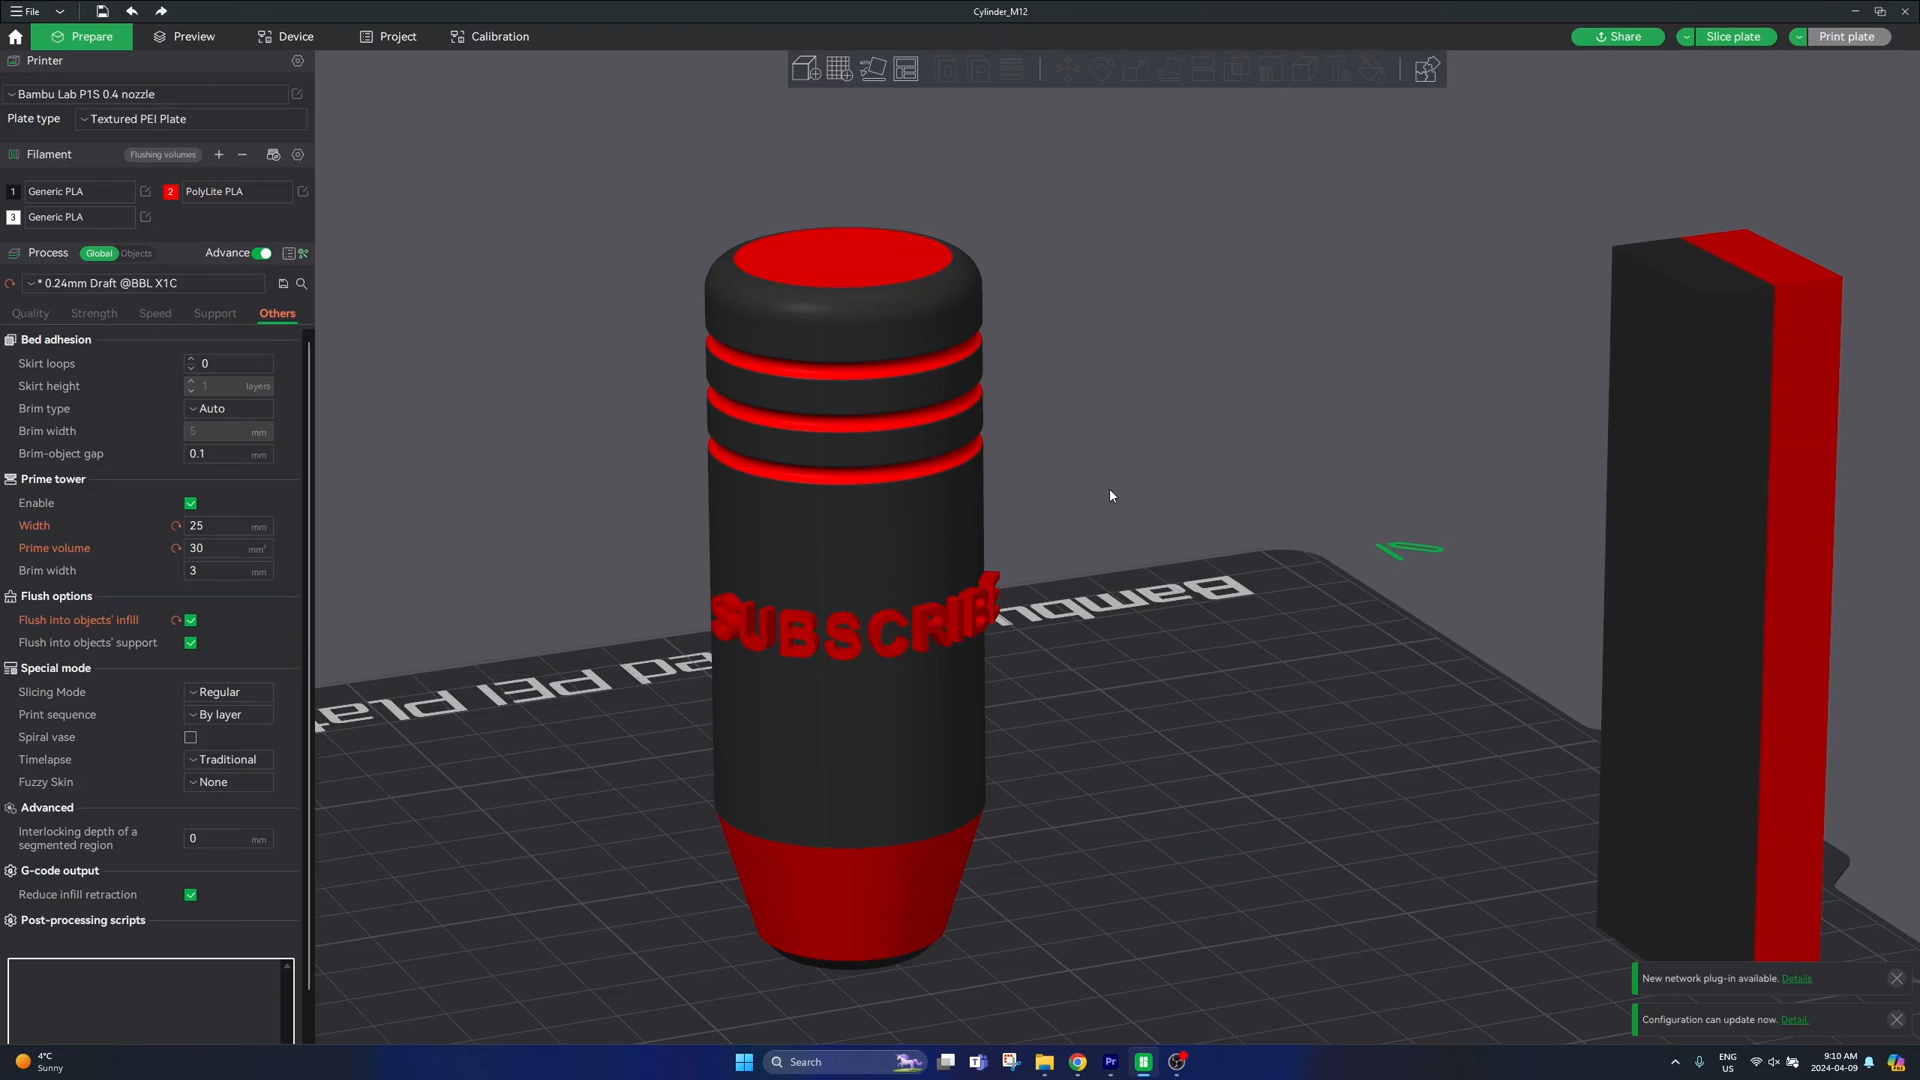 File
Cylinder_M12
Prepare
Preview
Device
Project
Calibration
Share
Slice plate
Print plate
Printer
Bambu Lab P1S 0.4 nozzle
Plate type
Textured PEI Plate
Filament
Flushing volumes
1 Generic PLA
2 PolyLite PLA
3 Generic PLA
Process
Global
Objects
Advance
* 0.24mm Draft @BBL X1C
Quality
Strength
Speed
Support
Others
Bed adhesion
Skirt loops 0
Skirt height 1 layers
Brim type Auto
Brim width 5 mm
Brim-object gap 0.1 mm
Prime tower
Enable
Width 25 mm
Prime volume 30 mm³
Brim width 3 mm
Flush options
Flush into objects' infill
Flush into objects' support
Special mode
Slicing Mode Regular
Print sequence By layer
Spiral vase
Timelapse Traditional
Fuzzy Skin None
Advanced
Interlocking depth of a
segmented region 0 mm
G-code output
Reduce infill retraction
Post-processing scripts
SUBSCRIBE
New network plug-in available. Details
Configuration can update now. Detail.
4°C
Sunny
Search
ENG
US
9:10 AM
2024-04-09